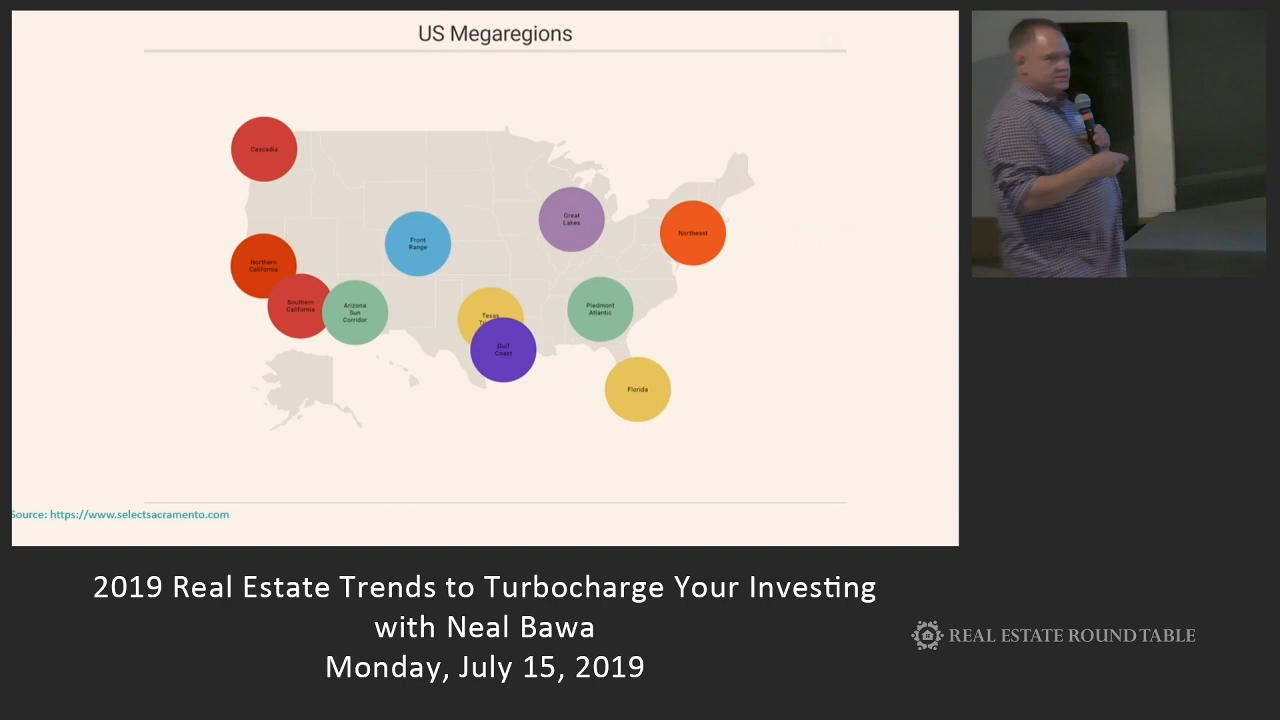 US Megaregions
Cascadia
Great
Lakes
Northeast
Front
Range
Northern
California
Southern
California
Arizona
Sun
Corridor
Texas
Gulf
Coast
Piedmont
Atlantic
Florida
Source: https://www.selectsacramento.com
2019 Real Estate Trends to Turbocharge Your Investing
with Neal Bawa
Monday, July 15, 2019
REAL ESTATE ROUND TABLE